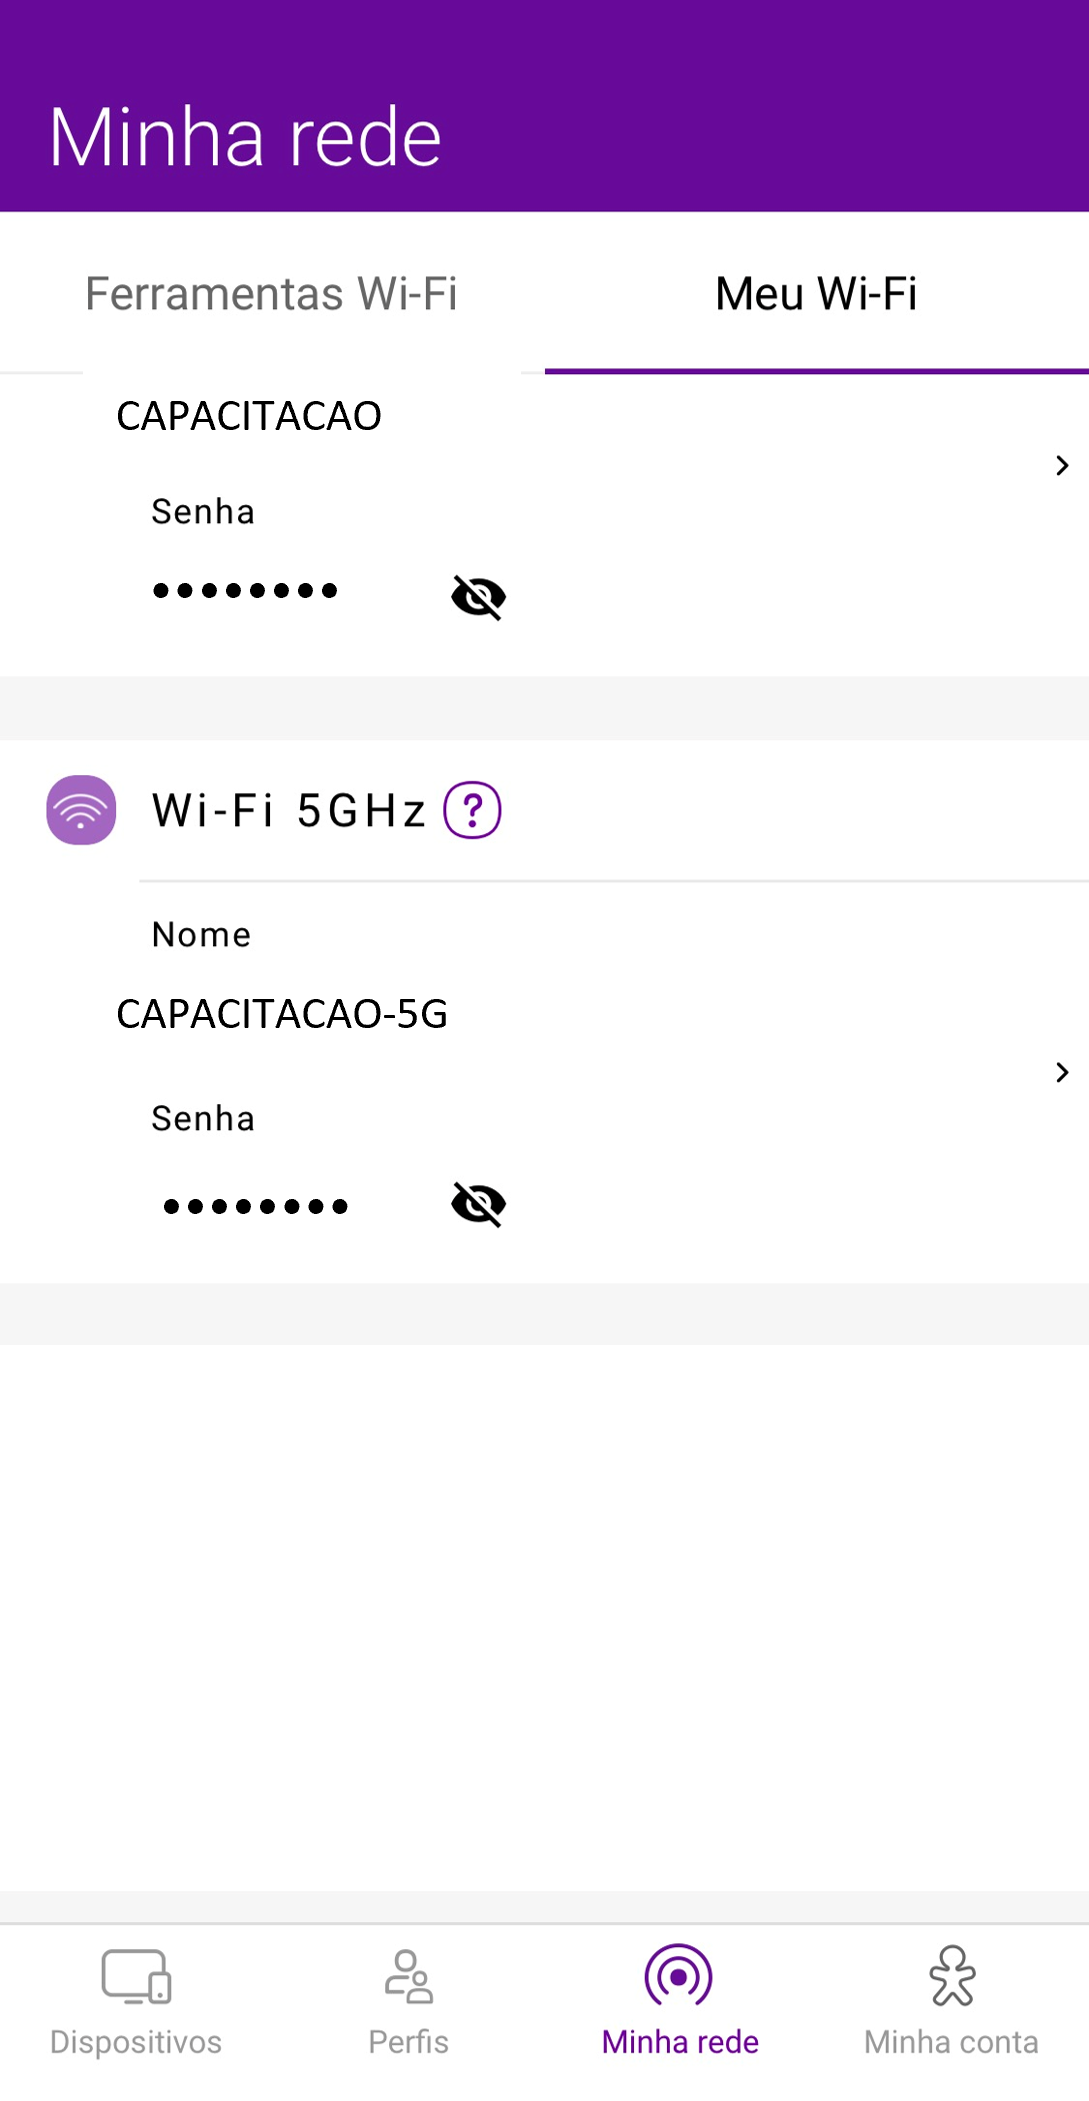 Minha rede
Ferramentas Wi-Fi Meu Wi-Fi
CAPACITACAO
Senha
••••••••
Wi-Fi 5GHz ?
Nome
CAPACITACAO-5G
Senha
••••••••
Dispositivos Perfis Minha rede Minha conta